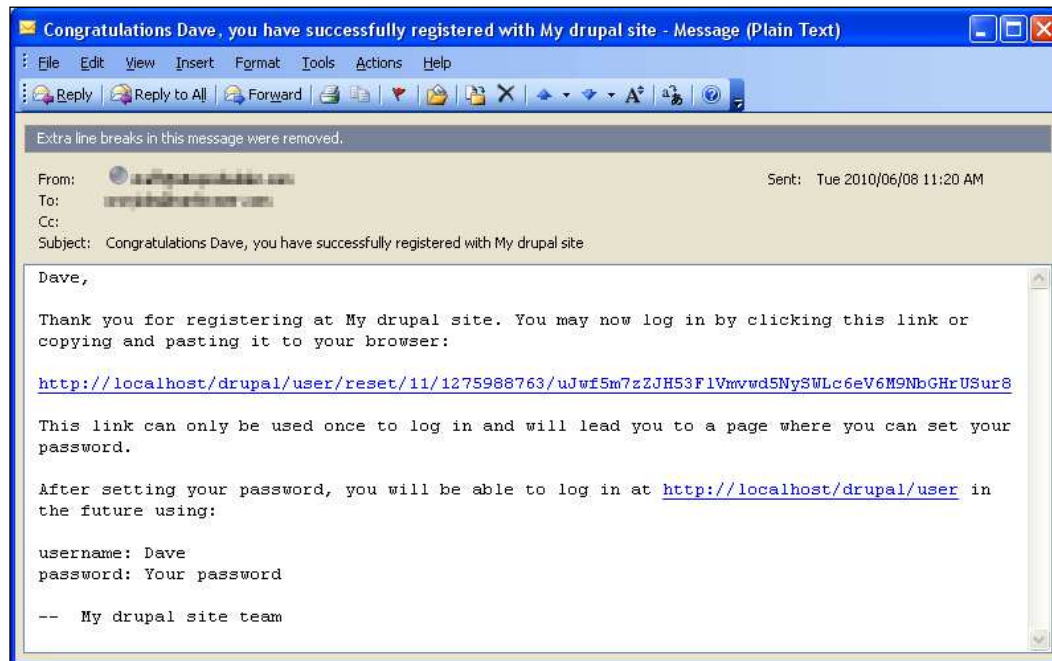 Congratulations Dave, you have successfully registered with My drupal site - Message (Plain Text)
File Edit View Insert Format Tools Actions Help
Reply Reply to All Forward
Extra line breaks in this message were removed.
From:
Sent: Tue 2010/06/08 11:20 AM
To:
Cc:
Subject: Congratulations Dave, you have successfully registered with My drupal site
Dave,
Thank you for registering at My drupal site. You may now log in by clicking this link or
copying and pasting it to your browser:
http://localhost/drupal/user/reset/11/1275988763/uJwf5m7zZJH53FlVmvwd5NySWLc6eV6M9NbGHrUSur8
This link can only be used once to log in and will lead you to a page where you can set your
password.
After setting your password, you will be able to log in at http://localhost/drupal/user in
the future using:
username: Dave
password: Your password
-- My drupal site team